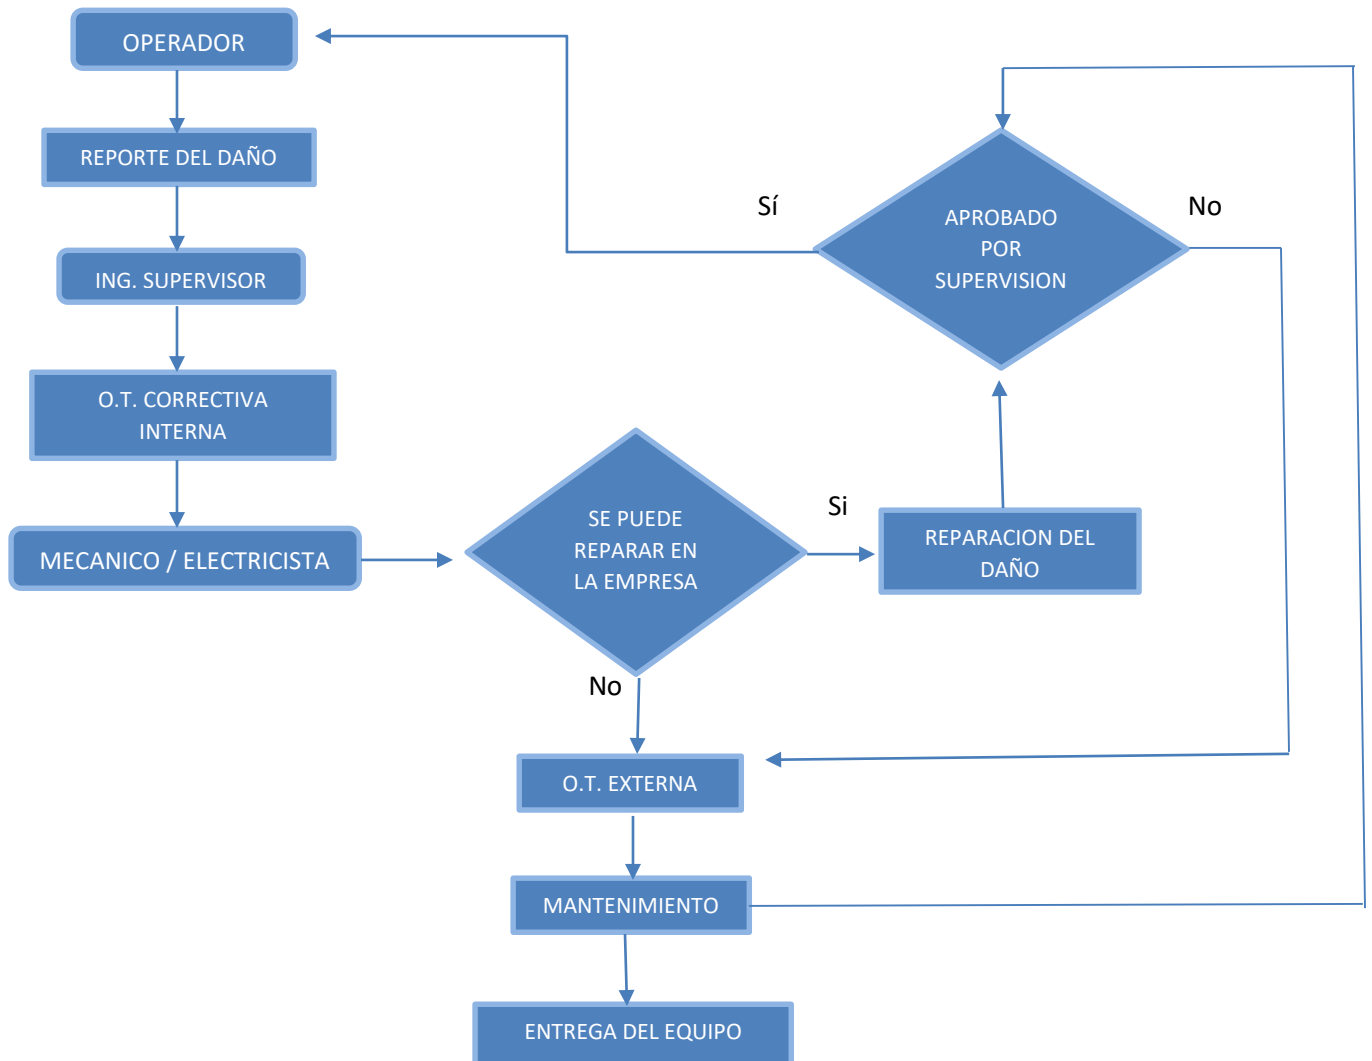 OPERADOR
REPORTE DEL DAÑO
ING. SUPERVISOR
O.T. CORRECTIVA
INTERNA
MECANICO / ELECTRICISTA
SE PUEDE
REPARAR EN
LA EMPRESA
Si
REPARACION DEL
DAÑO
APROBADO
POR
SUPERVISION
Sí
No
No
O.T. EXTERNA
MANTENIMIENTO
ENTREGA DEL EQUIPO